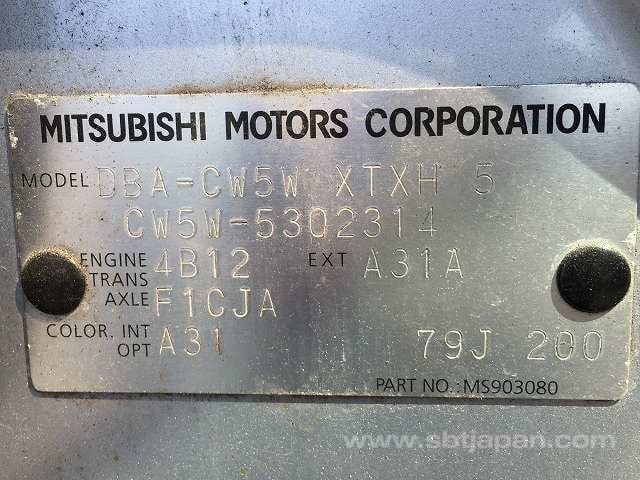 MITSUBISHI MOTORS CORPORATION
MODEL DBA-CW5W XTXH 5
CW5W-5302314
ENGINE 4B12 EXT A31A
TRANS
AXLE F1CJA
COLOR, INT A31
OPT 79J 200
PART NO.:MS903080
www.sbtjapan.com